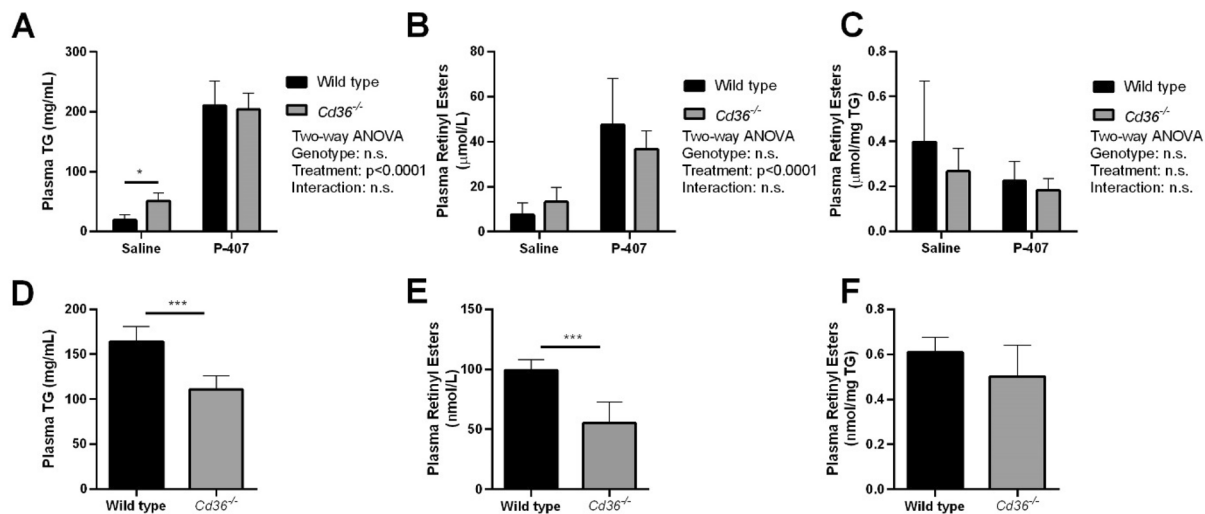 A
Plasma TG (mg/mL)
300
200
100
0
*
Saline
P-407
Wild type
Cd36-/-
Two-way ANOVA
Genotype: n.s.
Treatment: p<0.0001
Interaction: n.s.
B
Plasma Retinyl Esters
(μmol/L)
80
60
40
20
0
Saline
P-407
Wild type
Cd36-/-
Two-way ANOVA
Genotype: n.s.
Treatment: p<0.0001
Interaction: n.s.
C
Plasma Retinyl Esters
(μmol/mg TG)
0.8
0.6
0.4
0.2
0.0
Saline
P-407
Wild type
Cd36-/-
Two-way ANOVA
Genotype: n.s.
Treatment: n.s.
Interaction: n.s.
D
Plasma TG (mg/mL)
200
150
100
50
0
***
Wild type
Cd36-/-
E
Plasma Retinyl Esters
(nmol/L)
150
100
50
0
***
Wild type
Cd36-/-
F
Plasma Retinyl Esters
(nmol/mg TG)
0.8
0.6
0.4
0.2
0.0
Wild type
Cd36-/-